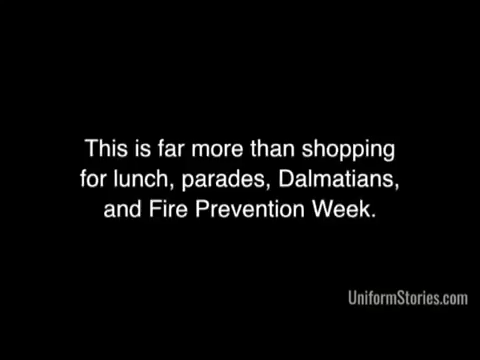 This is far more than shopping
for lunch, parades, Dalmatians,
and Fire Prevention Week.
UniformStories.com